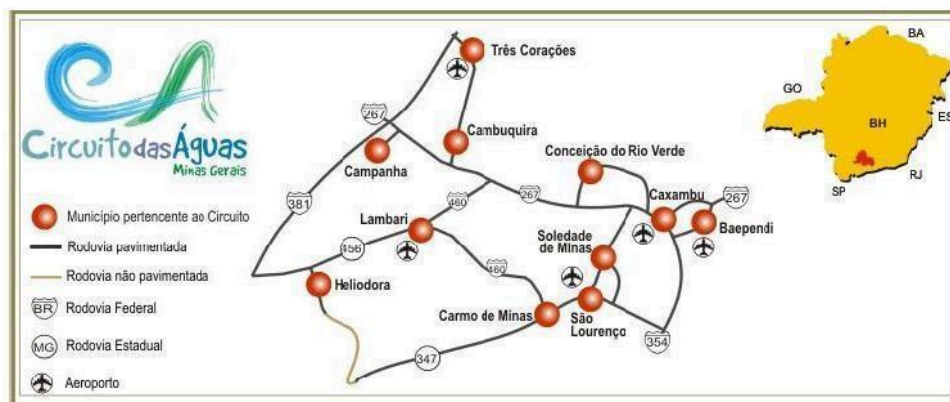 Circuito das Águas
Minas Gerais
Município pertencente ao Circuito
Rodovia pavimentada
Rodovia não pavimentada
BR Rodovia Federal
MG Rodovia Estadual
Aeroporto
Três Corações
267
Cambuquira
Campanha
Conceição do Rio Verde
381
Lambari
460
267
Caxambu
267
Baependi
456
Soledade
de Minas
460
Heliodora
Carmo de Minas
São
Lourenço
354
347
BA
GO
ES
BH
SP
RJ